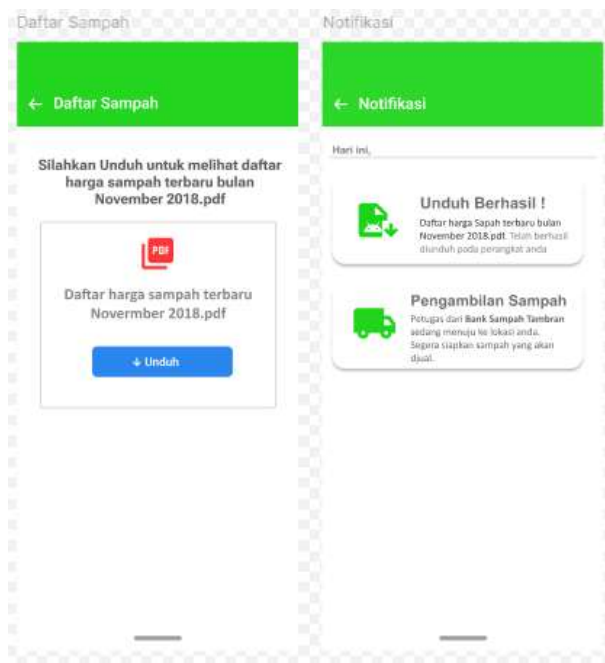 Daftar Sampah
← Daftar Sampah
Silahkan Unduh untuk melihat daftar
harga sampah terbaru bulan
November 2018.pdf
PDF
Daftar harga sampah terbaru
Novermber 2018.pdf
↓ Unduh
Notifikasi
← Notifikasi
Hari ini,
Unduh Berhasil !
Daftar harga Sapah terbaru bulan
November 2018.pdf. Telah berhasil
diunduh pada perangkat anda
Pengambilan Sampah
Petugas dari Bank Sampah Tambran
sedang menuju ke lokasi anda.
Segera siapkan sampah yang akan
djual.